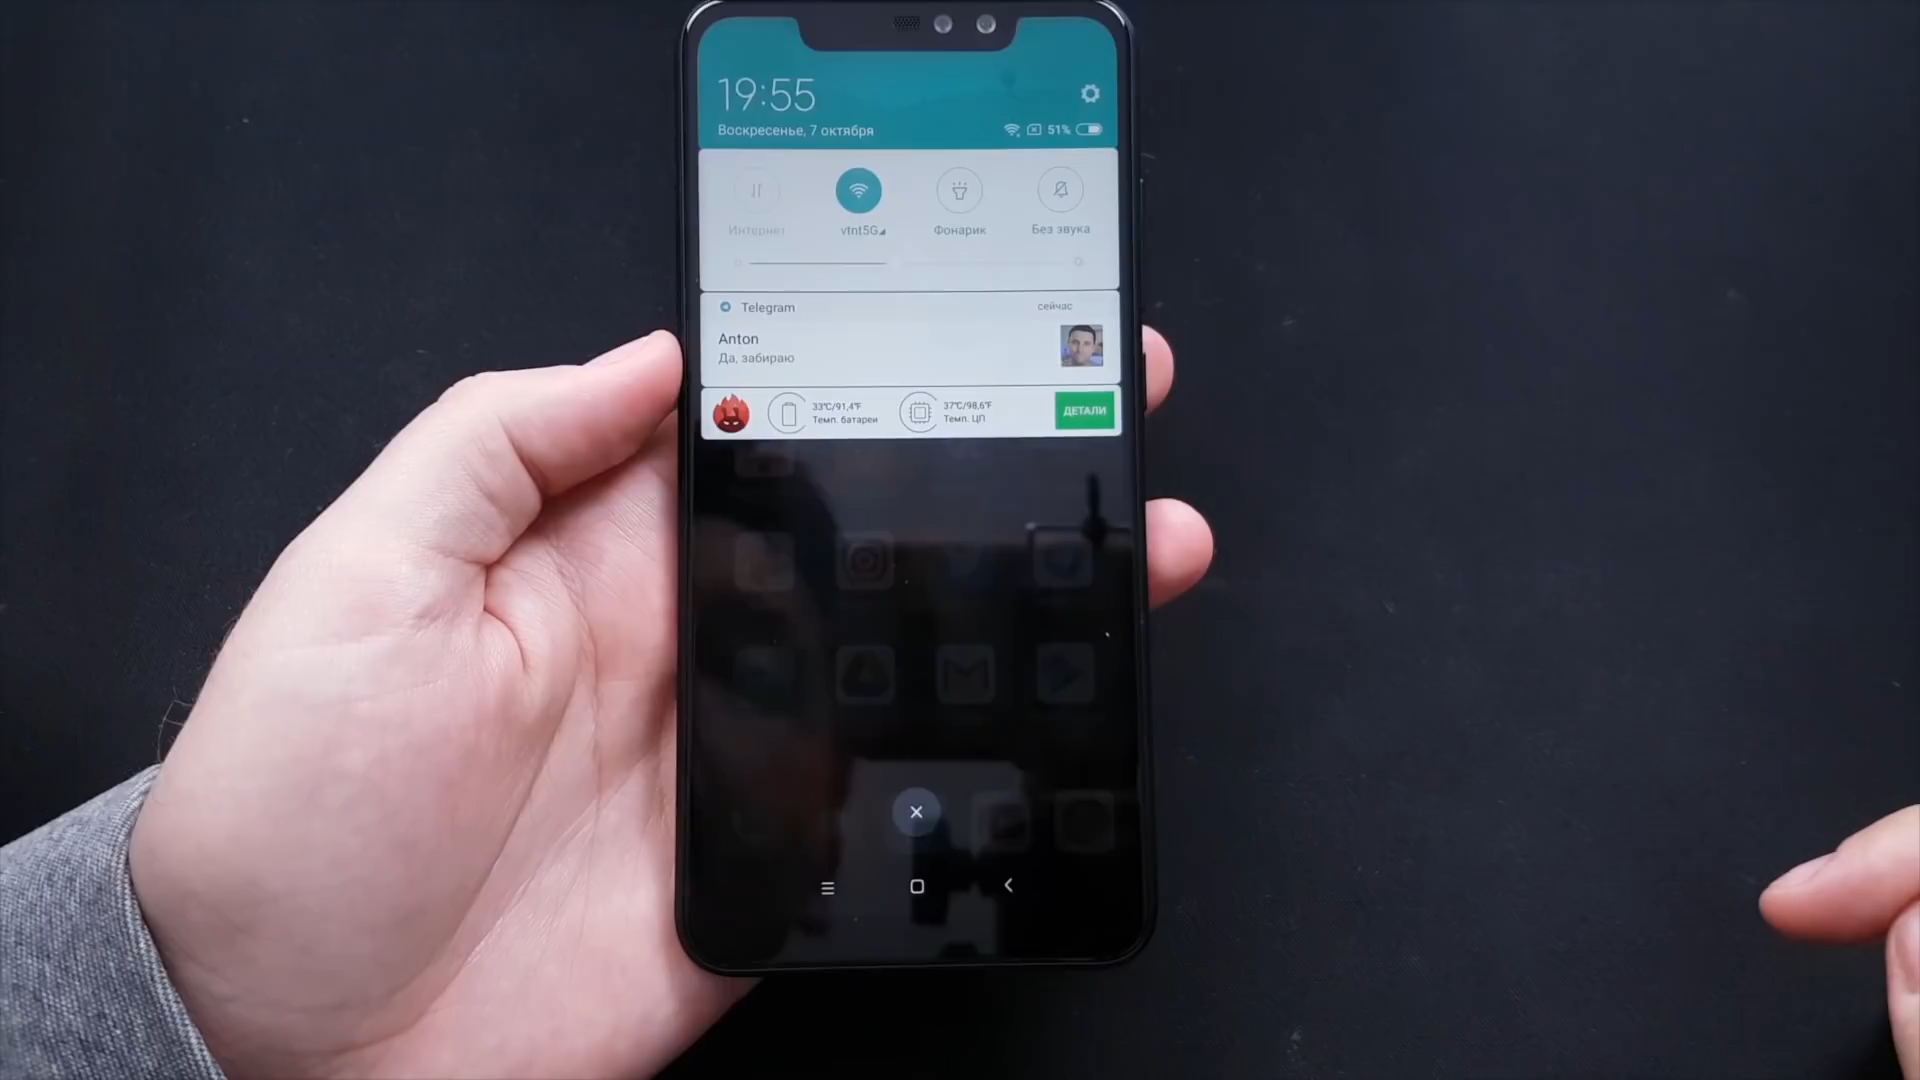 19:55
Воскресенье, 7 октября
51%
Интернет
vtnt5G
Фонарик
Без звука
Telegram
сейчас
Anton
Да, забираю
33℃/91,4℉
Темп. батареи
37℃/98,6℉
Темп. ЦП
ДЕТАЛИ